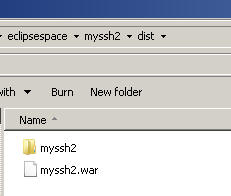 eclipsespace ▸ myssh2 ▸ dist ▸
with Burn New folder
Name
myssh2
myssh2.war